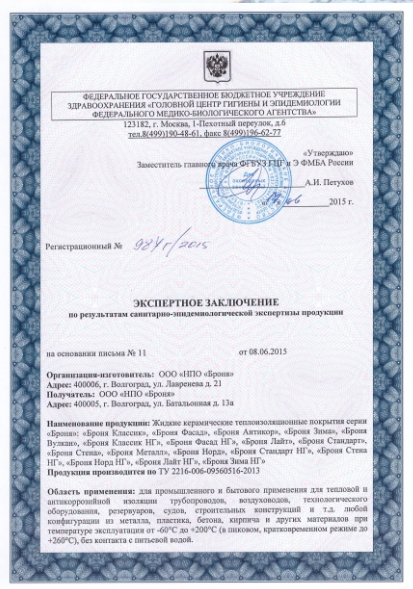 ФЕДЕРАЛЬНОЕ ГОСУДАРСТВЕННОЕ БЮДЖЕТНОЕ УЧРЕЖДЕНИЕ
ЗДРАВООХРАНЕНИЯ «ГОЛОВНОЙ ЦЕНТР ГИГИЕНЫ И ЭПИДЕМИОЛОГИИ
ФЕДЕРАЛЬНОГО МЕДИКО-БИОЛОГИЧЕСКОГО АГЕНТСТВА»
123182, г. Москва, 1-Пехотный переулок, д.6
тел.8(499)190-48-61, факс 8(499)196-62-77
«Утверждаю»
Заместитель главного врача ФГБУЗ ГЦГ и Э ФМБА России
А.И. Петухов
2015 г.
Регистрационный № 984г/2015
ЭКСПЕРТНОЕ ЗАКЛЮЧЕНИЕ
по результатам санитарно-эпидемиологической экспертизы продукции
на основании письма № 11 от 08.06.2015
Организация-изготовитель: ООО «НПО «Броня»
Адрес: 400006, г. Волгоград, ул. Лавренева д. 21
Получатель: ООО «НПО «Броня»
Адрес: 400005, г. Волгоград, ул. Батальонная д. 13а
Наименование продукции: Жидкие керамические теплоизоляционные покрытия серии
«Броня»: «Броня Классик», «Броня Фасад», «Броня Антикор», «Броня Зима», «Броня
Вулкан», «Броня Классик НГ», «Броня Фасад НГ», «Броня Лайт», «Броня Стандарт»,
«Броня Стена», «Броня Металл», «Броня Норд», «Броня Стандарт НГ» «Броня Стена
НГ», «Броня Норд НГ», «Броня Лайт НГ», «Броня Зима НГ»
Продукция производится по ТУ 2216-006-09560516-2013
Область применения: для промышленного и бытового применения для тепловой и
антикоррозийной изоляции трубопроводов, воздуховодов, технологического
оборудования, резервуаров, судов, строительных конструкций и т.д. любой
конфигурации из металла, пластика, бетона, кирпича и других материалов при
температуре эксплуатации от -60°С до +200°С (в пиковом, кратковременном режиме до
+260°С), без контакта с питьевой водой.